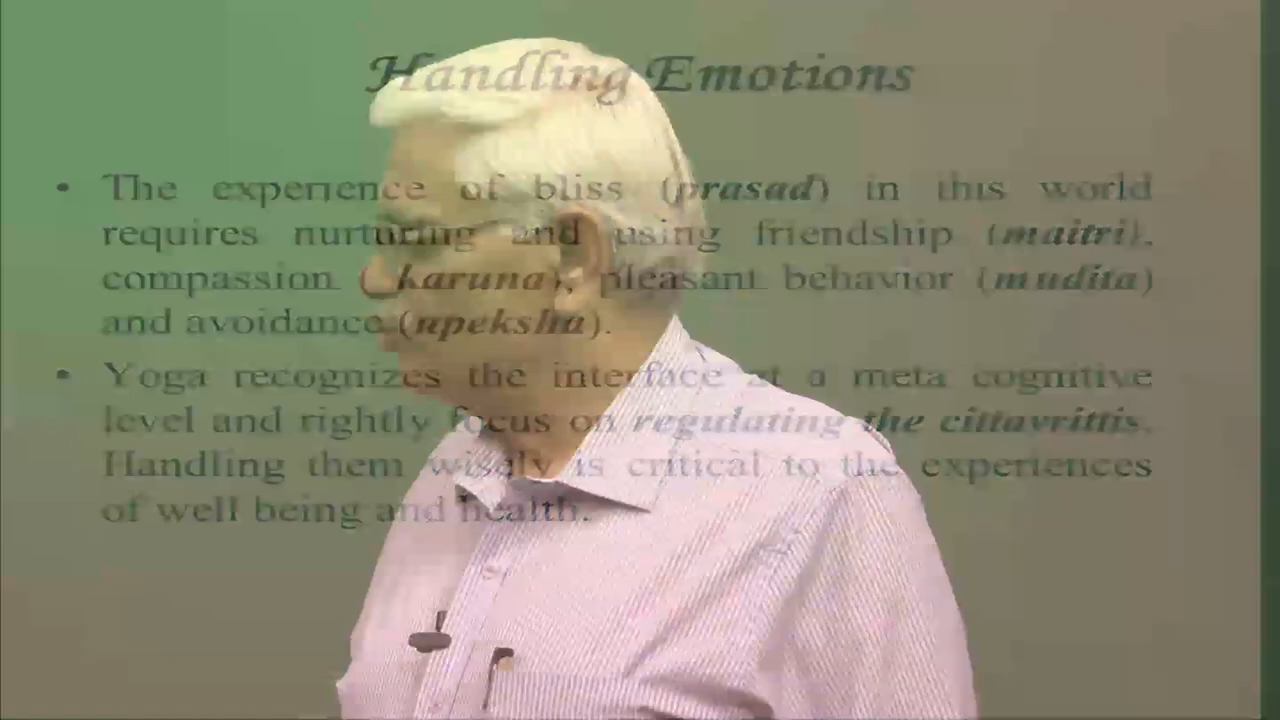 Handling Emotions
• The experience of bliss (prasad) in this world
requires nurturing and using friendship (maitri),
compassion (karuna), pleasant behavior (mudita)
and avoidance (upeksha).
• Yoga recognizes the interface at a meta cognitive
level and rightly focus on regulating the cittavrittis.
Handling them wisely is critical to the experiences
of well being and health.